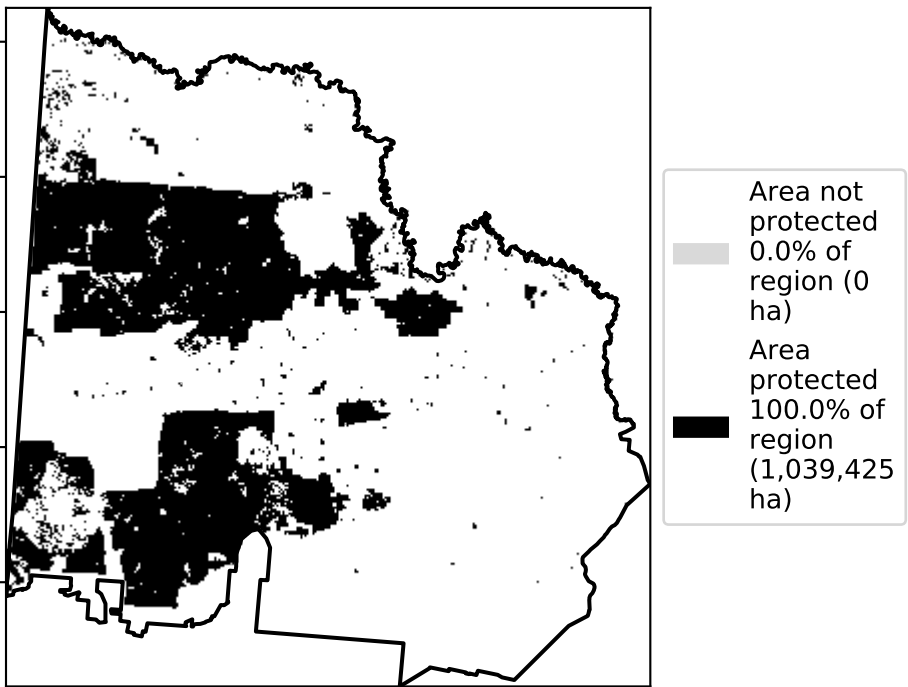 Area not
protected
0.0% of
region (0
ha)
Area
protected
100.0% of
region
(1,039,425
ha)